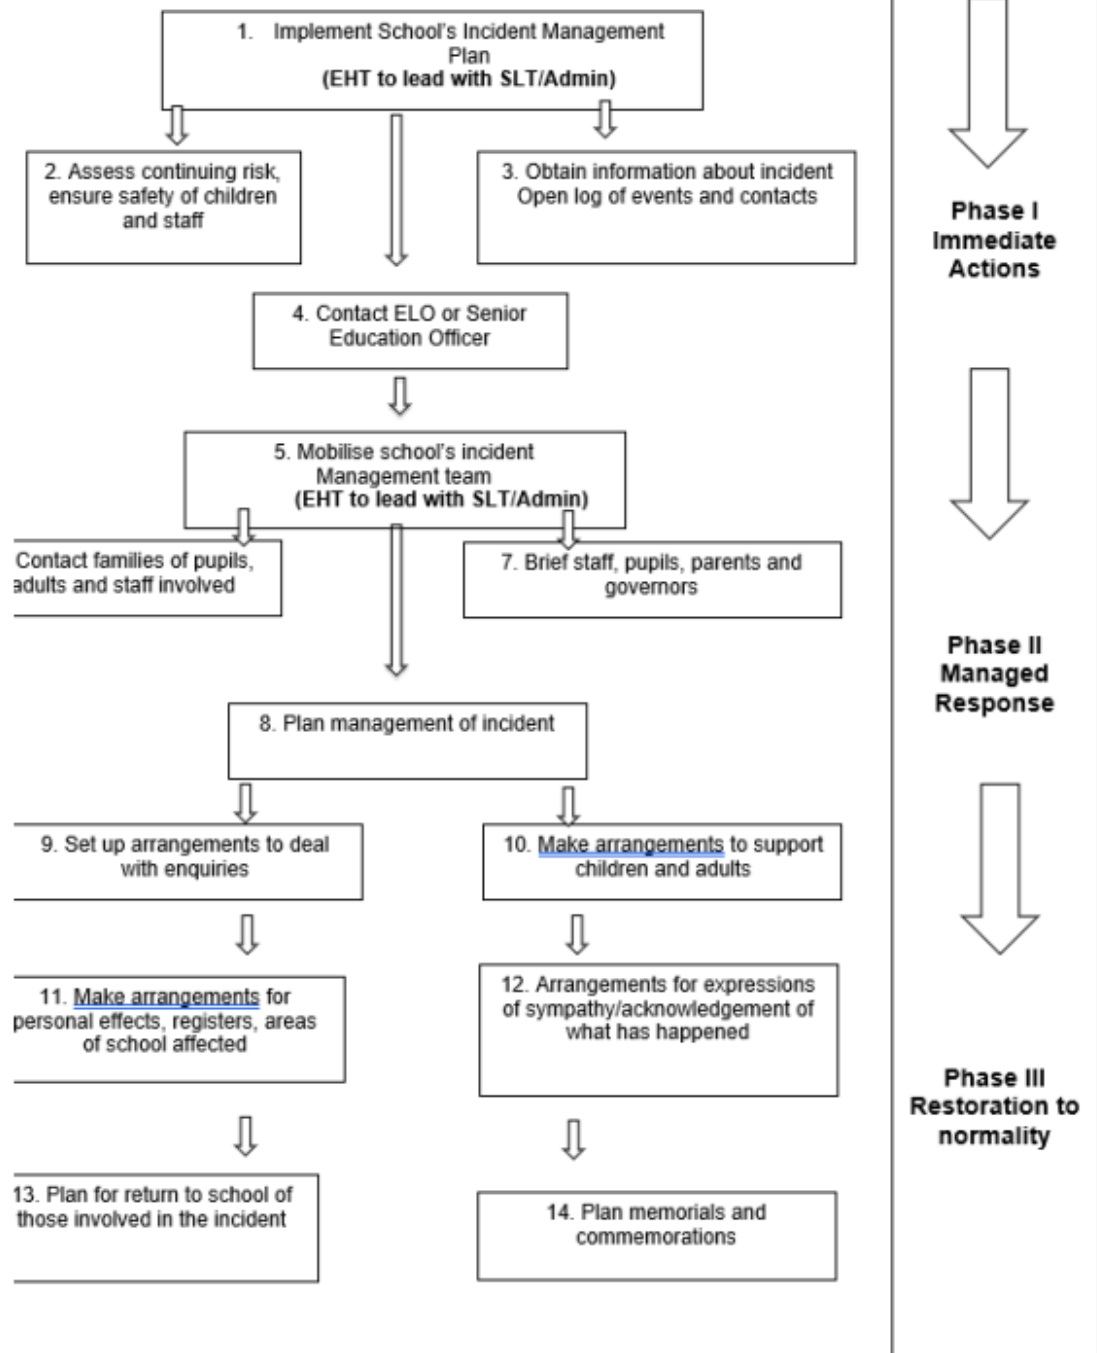 1. Implement School's Incident Management
Plan
(EHT to lead with SLT/Admin)
2. Assess continuing risk,
ensure safety of children
and staff
3. Obtain information about incident
Open log of events and contacts
Phase I
Immediate
Actions
4. Contact ELO or Senior
Education Officer
5. Mobilise school's incident
Management team
(EHT to lead with SLT/Admin)
Contact families of pupils,
adults and staff involved
7. Brief staff, pupils, parents and
governors
Phase II
Managed
Response
8. Plan management of incident
9. Set up arrangements to deal
with enquiries
10. Make arrangements to support
children and adults
11. Make arrangements for
personal effects, registers, areas
of school affected
12. Arrangements for expressions
of sympathy/acknowledgement of
what has happened
Phase III
Restoration to
normality
13. Plan for return to school of
those involved in the incident
14. Plan memorials and
commemorations